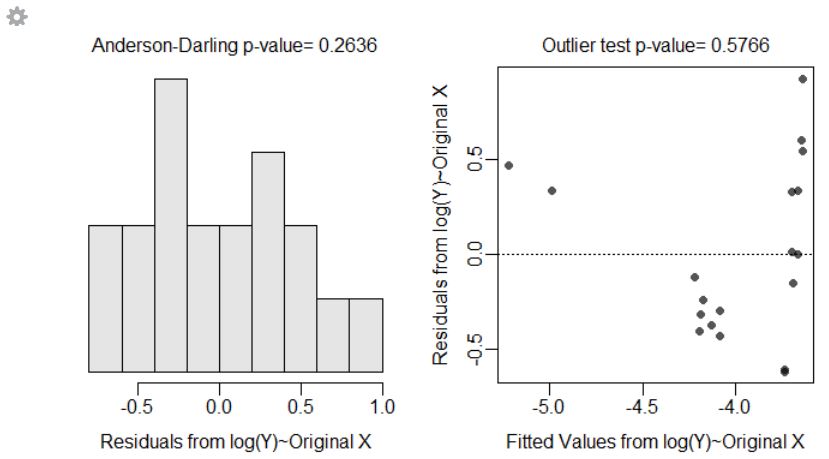 Anderson-Darling p-value= 0.2636
-0.5 0.0 0.5 1.0
Residuals from log(Y)~Original X
Outlier test p-value= 0.5766
Residuals from log(Y)~Original X
0.5
0.0
-0.5
-5.0 -4.5 -4.0
Fitted Values from log(Y)~Original X